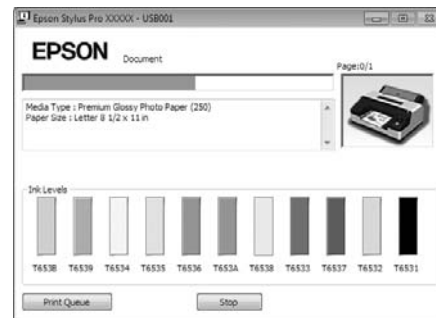 Epson Stylus Pro XXXXX - USB001
EPSON
Document
Page:0/1
Media Type : Premium Glossy Photo Paper (250)
Paper Size : Letter 8 1/2 x 11 in
Ink Levels
T653B T6539 T6534 T6535 T6536 T653A T6538 T6533 T6537 T6532 T6531
Print Queue Stop